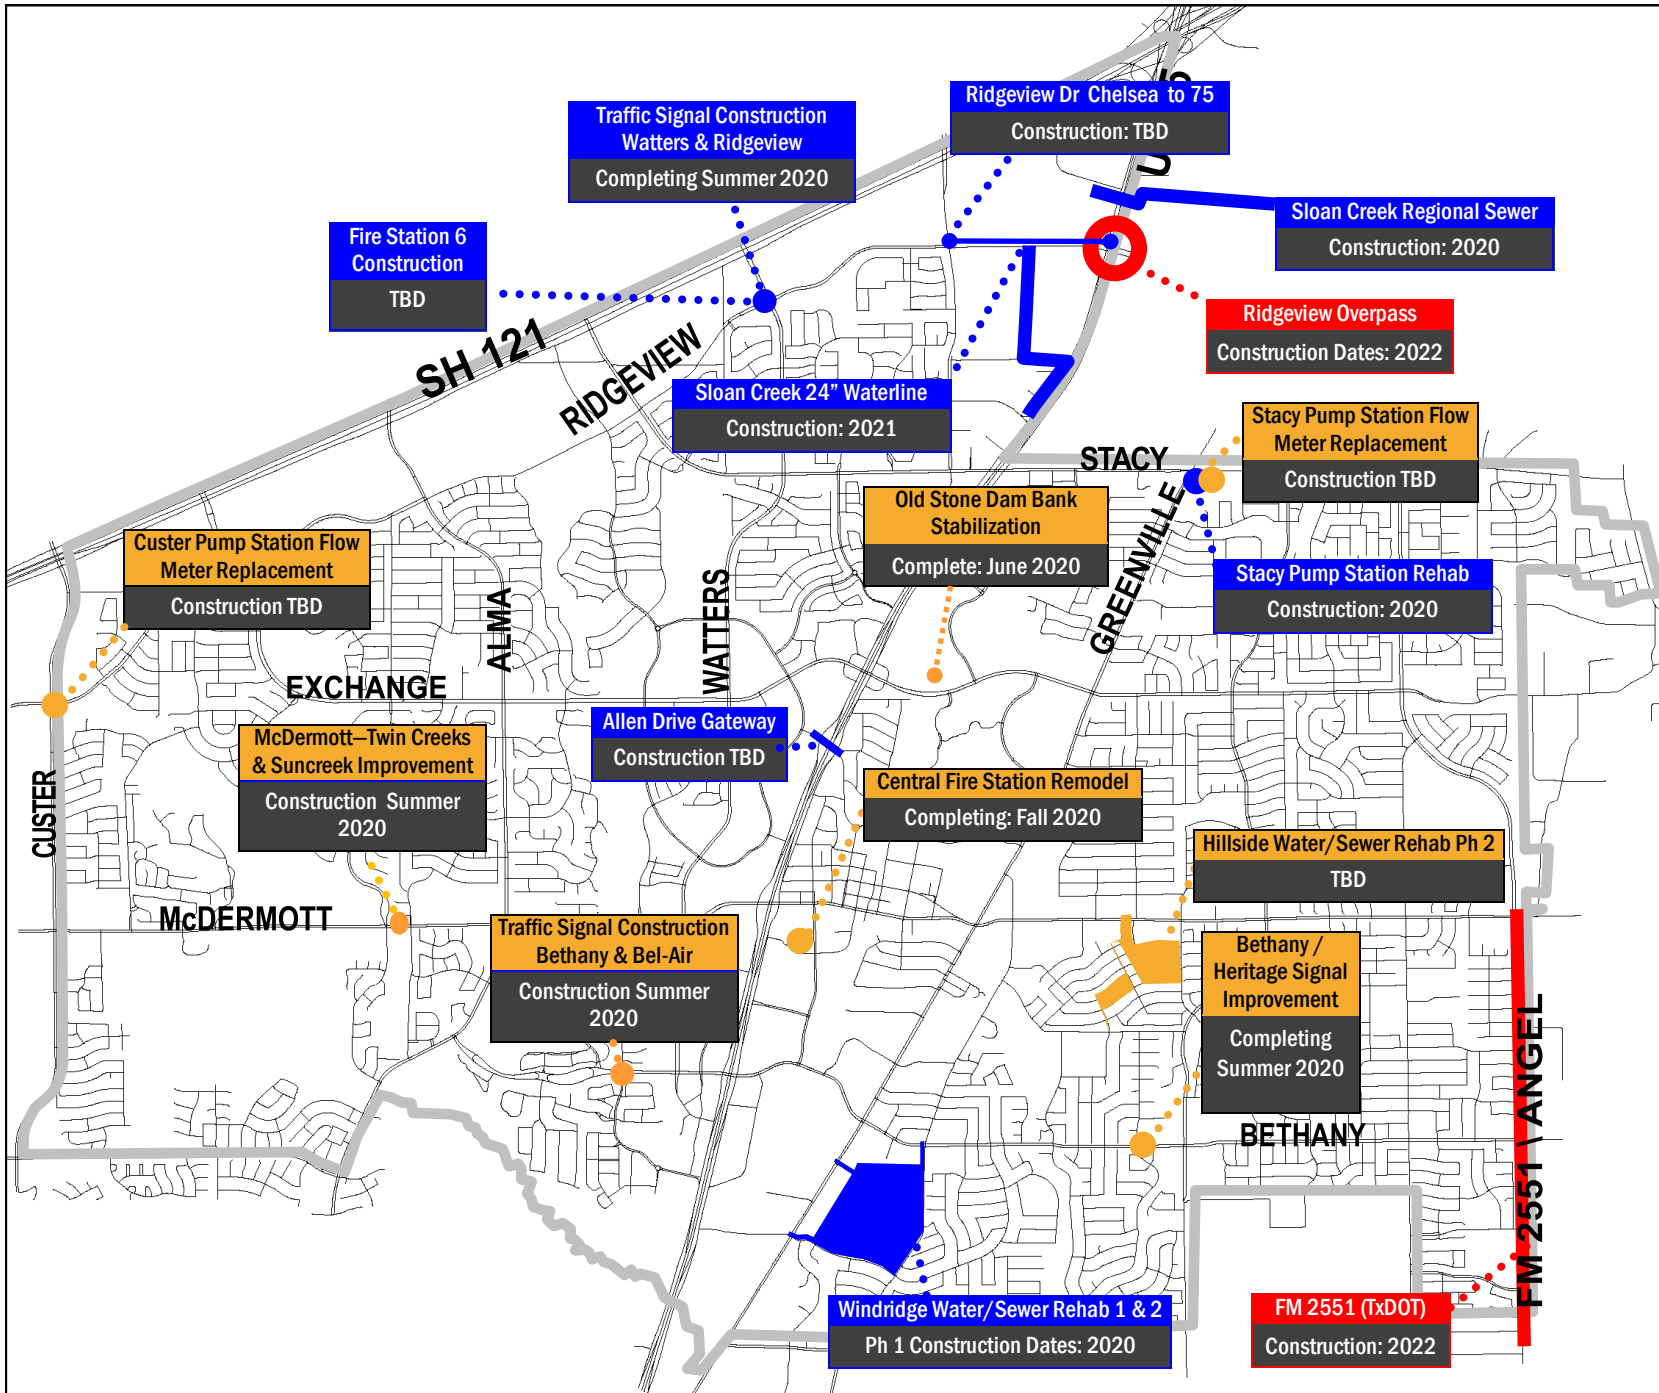 Ridgeview Dr Chelsea to 75
Construction: TBD
Traffic Signal Construction
Watters & Ridgeview
Completing Summer 2020
Sloan Creek Regional Sewer
Construction: 2020
Fire Station 6
Construction
TBD
Ridgeview Overpass
Construction Dates: 2022
SH 121
RIDGEVIEW
Sloan Creek 24” Waterline
Construction: 2021
Stacy Pump Station Flow
Meter Replacement
Construction TBD
STACY
GREENVILLE
Old Stone Dam Bank
Stabilization
Complete: June 2020
Custer Pump Station Flow
Meter Replacement
Construction TBD
Stacy Pump Station Rehab
Construction: 2020
ALMA
WATTERS
EXCHANGE
Allen Drive Gateway
Construction TBD
McDermott—Twin Creeks
& Suncreek Improvement
Construction Summer
2020
CUSTER
Central Fire Station Remodel
Completing: Fall 2020
Hillside Water/Sewer Rehab Ph 2
TBD
McDERMOTT
Traffic Signal Construction
Bethany & Bel-Air
Construction Summer
2020
Bethany /
Heritage Signal
Improvement
Completing
Summer 2020
BETHANY
FM 2551 \ ANGEL
Windridge Water/Sewer Rehab 1 & 2
Ph 1 Construction Dates: 2020
FM 2551 (TxDOT)
Construction: 2022